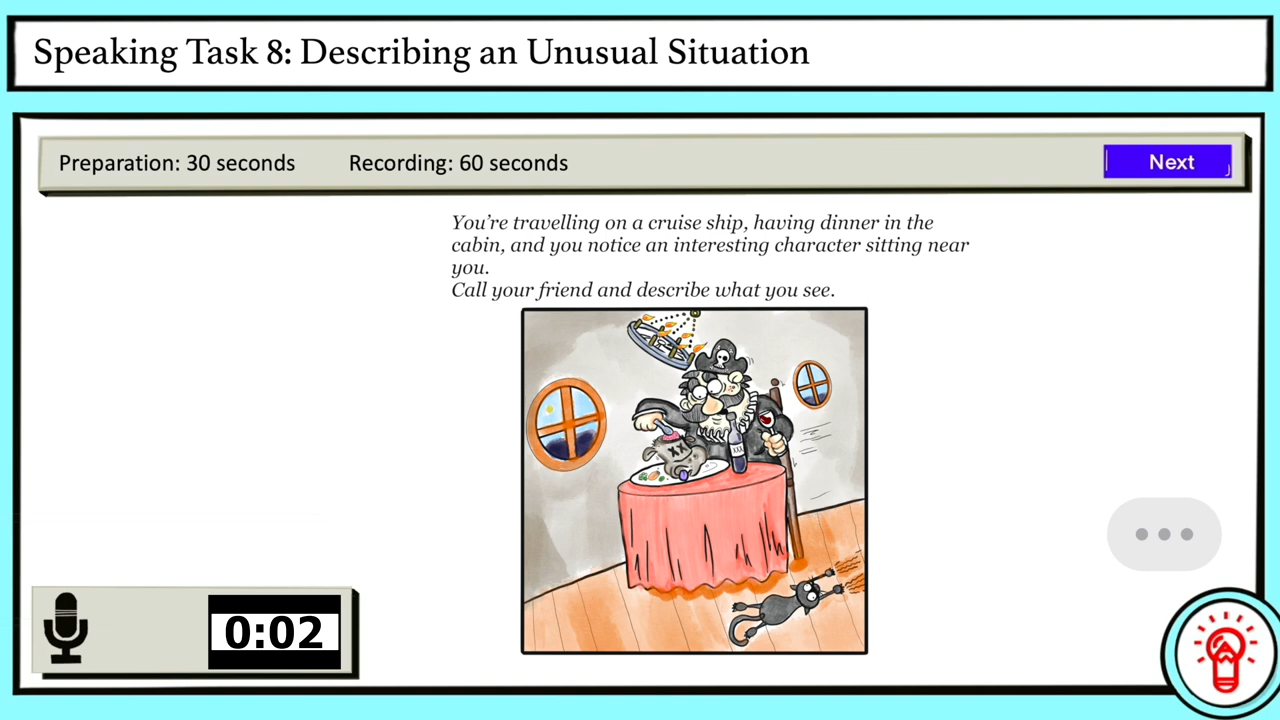 Speaking Task 8: Describing an Unusual Situation
Preparation: 30 seconds Recording: 60 seconds
Next
You're travelling on a cruise ship, having dinner in the
cabin, and you notice an interesting character sitting near
you.
Call your friend and describe what you see.
XX
XXX
0:02